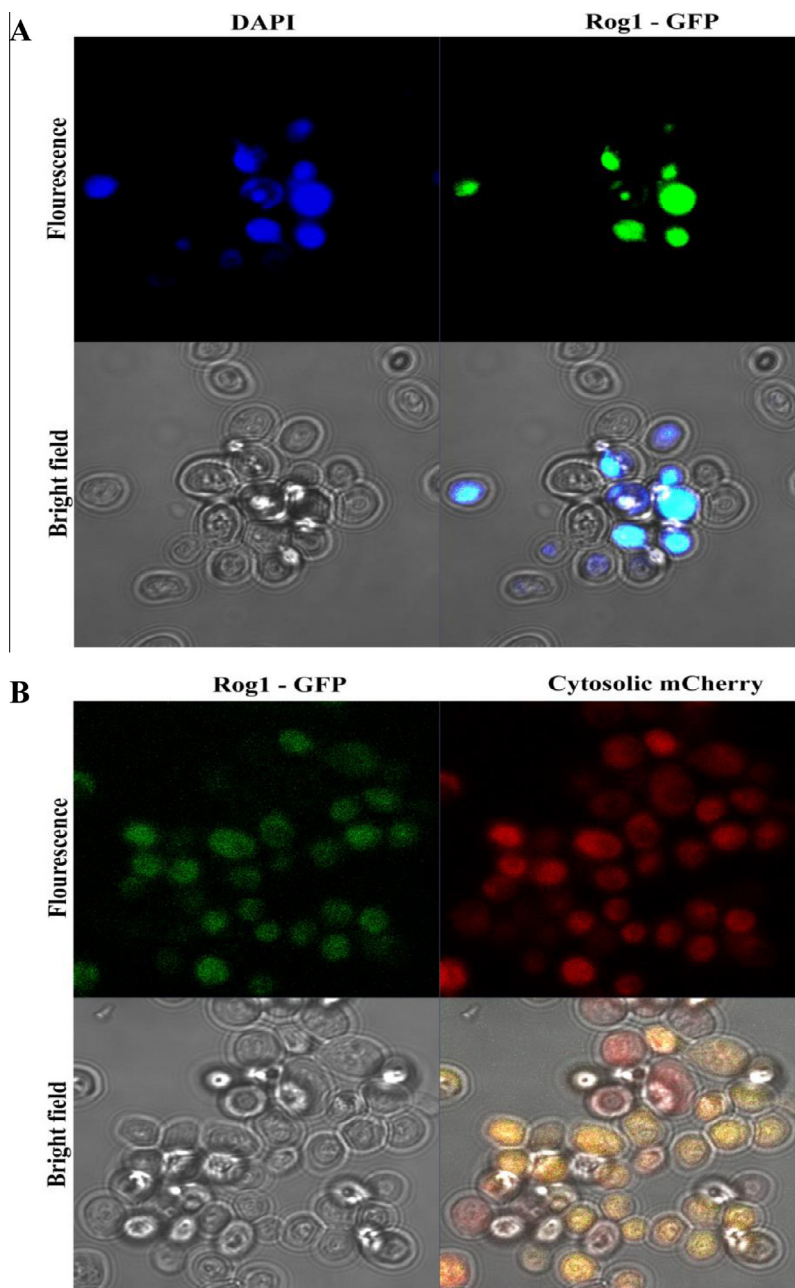 A
DAPI
Rog1 - GFP
Flourescence
Bright field
B
Rog1 - GFP
Cytosolic mCherry
Flourescence
Bright field